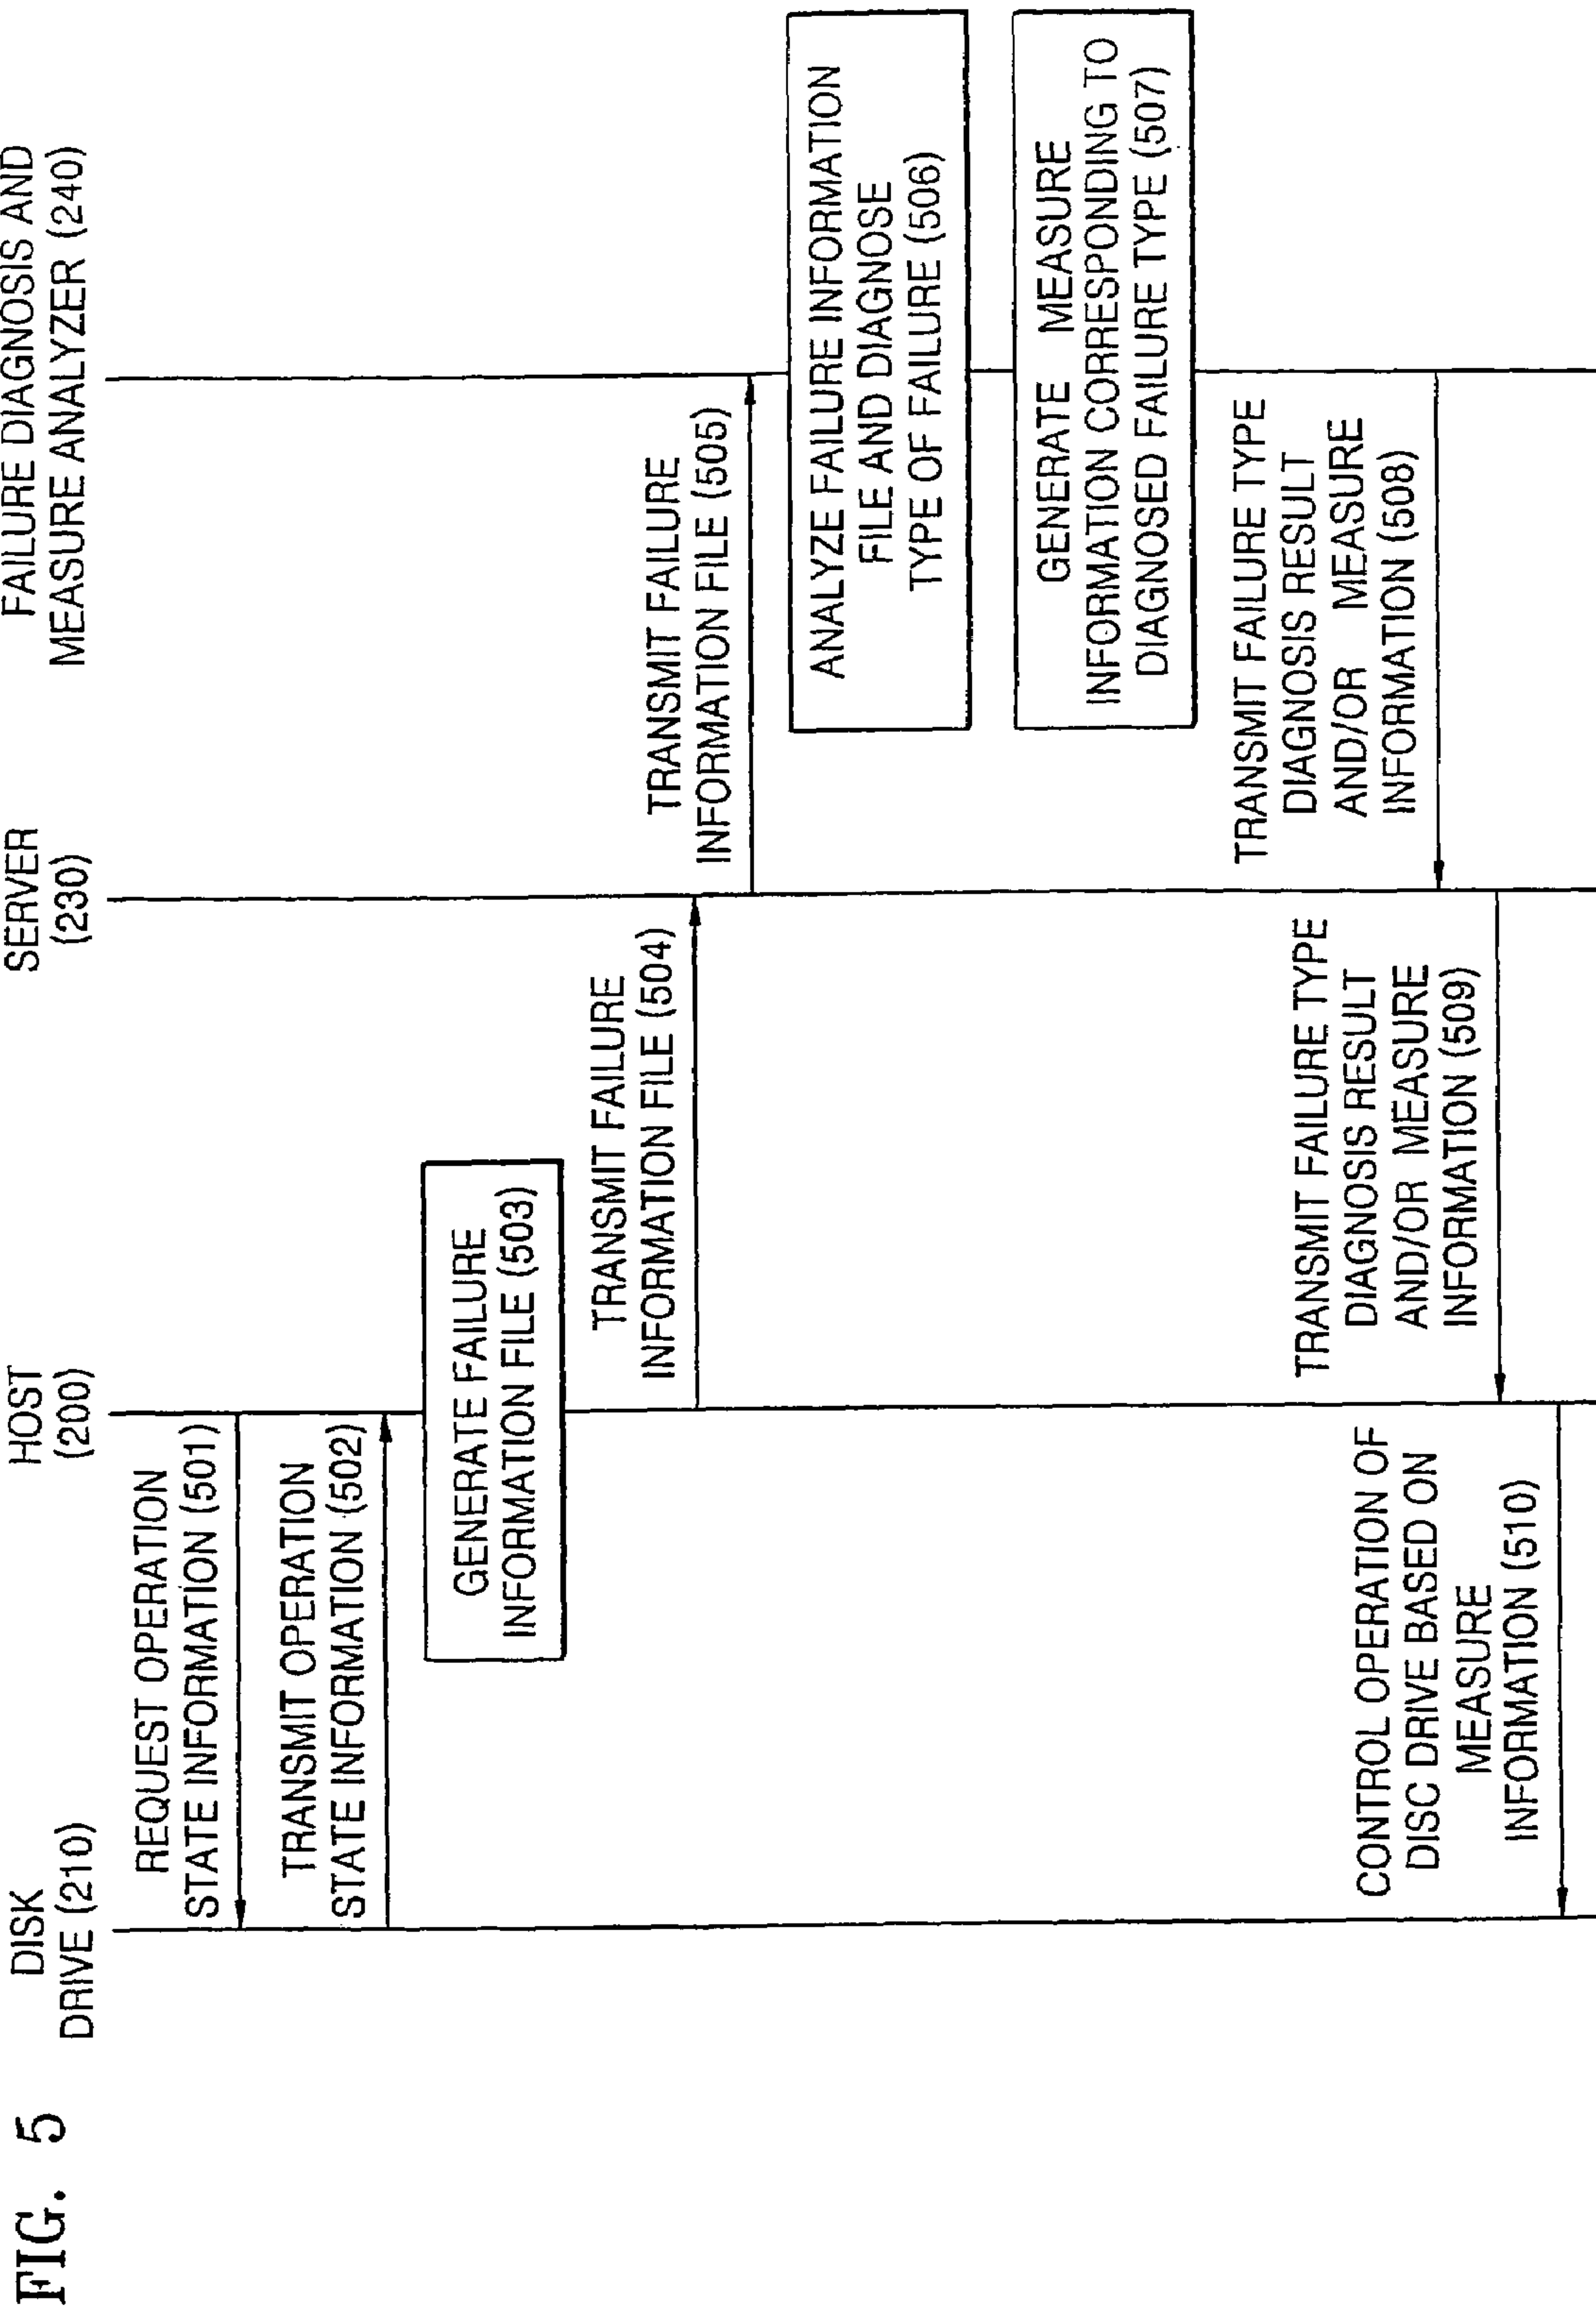 FIG. 5
DISK
DRIVE (210)
HOST
(200)
SERVER
(230)
FAILURE DIAGNOSIS AND
MEASURE ANALYZER (240)
REQUEST OPERATION
STATE INFORMATION (501)
TRANSMIT OPERATION
STATE INFORMATION (502)
GENERATE FAILURE
INFORMATION FILE (503)
TRANSMIT FAILURE
INFORMATION FILE (504)
TRANSMIT FAILURE
INFORMATION FILE (505)
ANALYZE FAILURE INFORMATION
FILE AND DIAGNOSE
TYPE OF FAILURE (506)
GENERATE MEASURE
INFORMATION CORRESPONDING TO
DIAGNOSED FAILURE TYPE (507)
TRANSMIT FAILURE TYPE
DIAGNOSIS RESULT
AND/OR MEASURE
INFORMATION (508)
TRANSMIT FAILURE TYPE
DIAGNOSIS RESULT
AND/OR MEASURE
INFORMATION (509)
CONTROL OPERATION OF
DISC DRIVE BASED ON
MEASURE
INFORMATION (510)